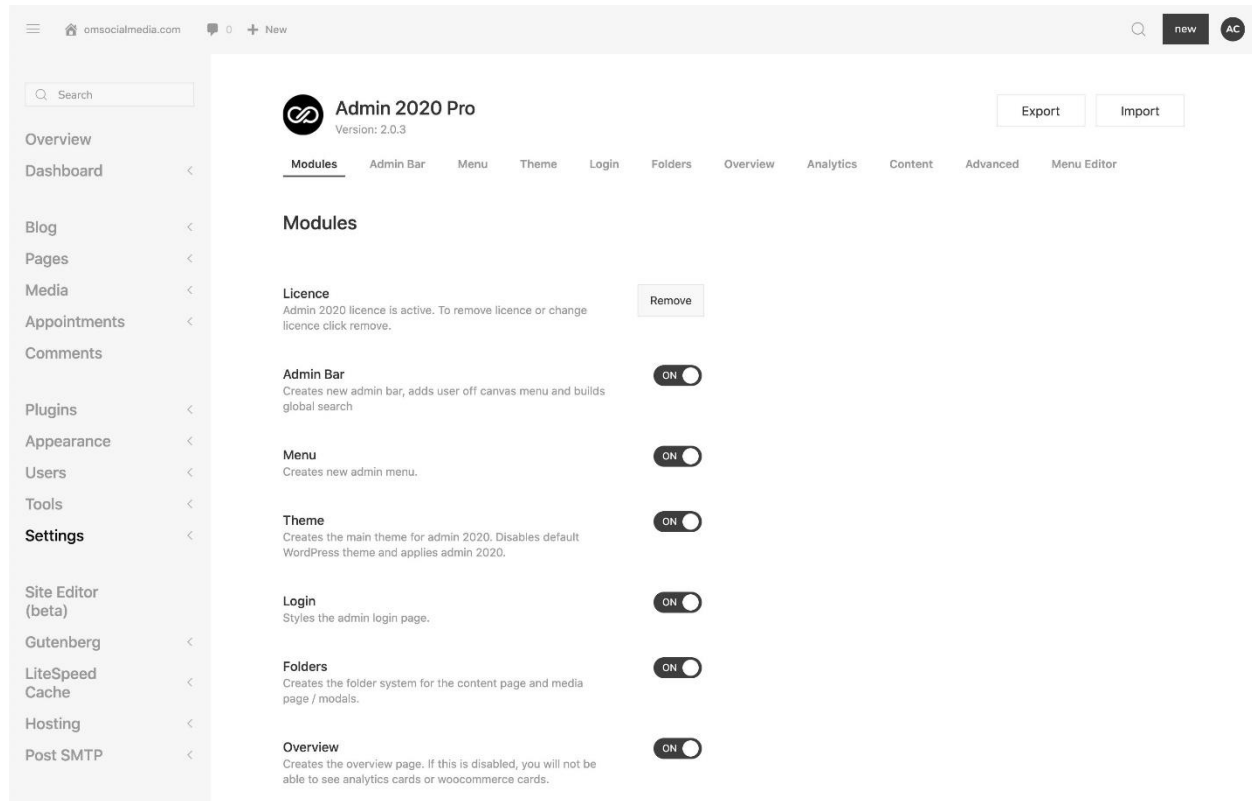 omsocialmedia.com 0 New
new AC
Search
Overview
Dashboard
Blog
Pages
Media
Appointments
Comments
Plugins
Appearance
Users
Tools
Settings
Site Editor
(beta)
Gutenberg
LiteSpeed
Cache
Hosting
Post SMTP
Admin 2020 Pro
Version: 2.0.3
Export Import
Modules Admin Bar Menu Theme Login Folders Overview Analytics Content Advanced Menu Editor
Modules
Licence
Admin 2020 licence is active. To remove licence or change
licence click remove.
Remove
Admin Bar
Creates new admin bar, adds user off canvas menu and builds
global search
ON
Menu
Creates new admin menu.
ON
Theme
Creates the main theme for admin 2020. Disables default
WordPress theme and applies admin 2020.
ON
Login
Styles the admin login page.
ON
Folders
Creates the folder system for the content page and media
page / modals.
ON
Overview
Creates the overview page. If this is disabled, you will not be
able to see analytics cards or woocommerce cards.
ON